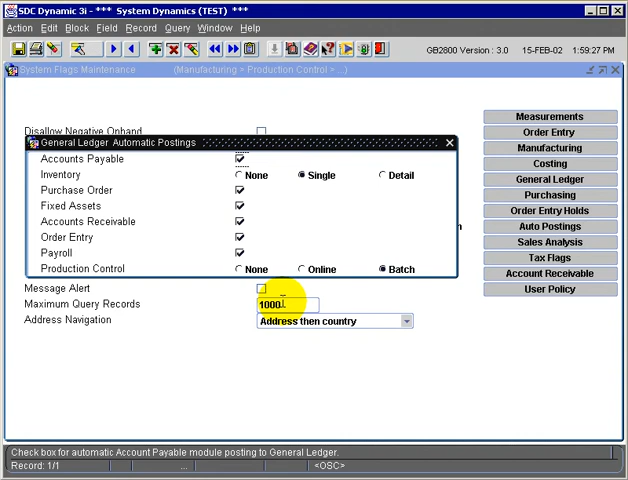 SDC Dynamic 3i - *** System Dynamics (TEST) ***
Action Edit Block Field Record Query Window Help
GB2800 Version : 3.0 15-FEB-02 1:59:27 PM
System Flags Maintenance (Manufacturing > Production Control > ...)
Measurements
Disallow Negative Onhand
Order Entry
General Ledger Automatic Postings
Manufacturing
Accounts Payable
Costing
Inventory None Single Detail
General Ledger
Purchase Order
Purchasing
Fixed Assets
Order Entry Holds
Accounts Receivable
Auto Postings
Order Entry
Sales Analysis
Payroll
Tax Flags
Production Control None Online Batch
Account Receivable
Message Alert
User Policy
Maximum Query Records 1000
Address Navigation Address then country
Check box for automatic Account Payable module posting to General Ledger.
Record: 1/1 ... <OSC>